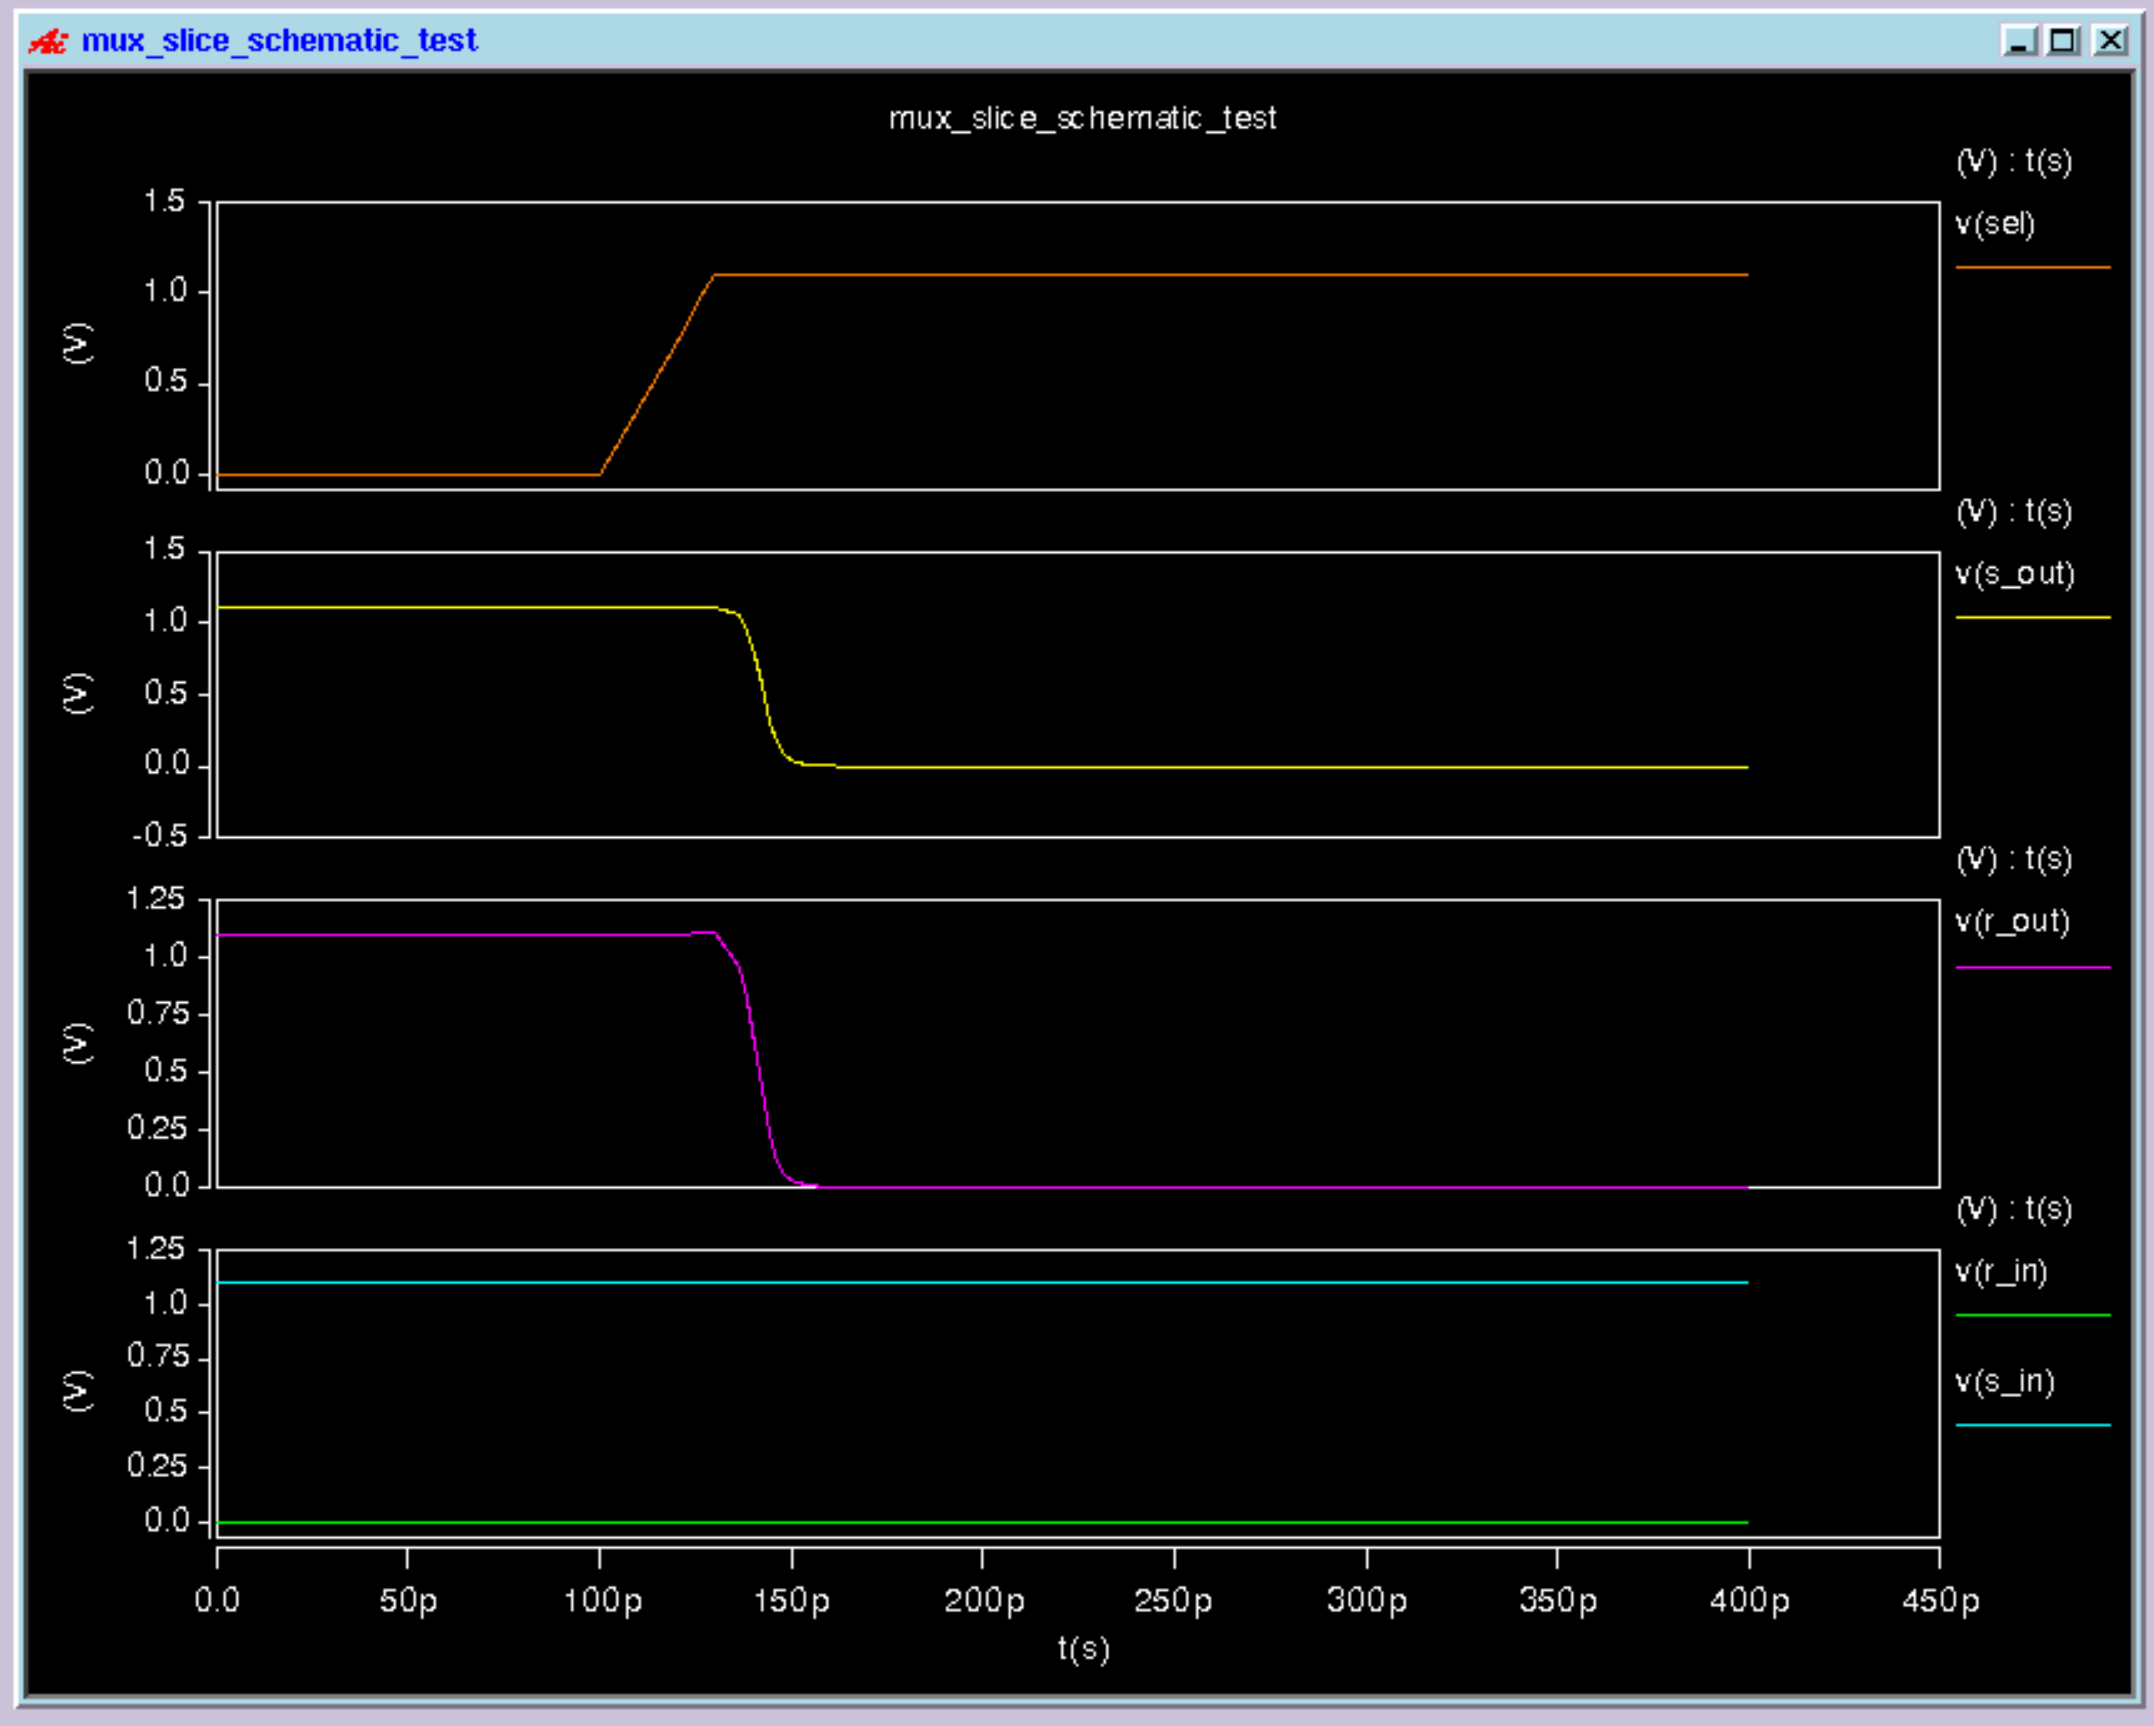 mux_slice_schematic_test
mux_slice_schematic_test
(V) : t(s)
1.5
v(sel)
1.0
(V)
0.5
0.0
(V) : t(s)
1.5
v(s_out)
1.0
(V)
0.5
0.0
-0.5
(V) : t(s)
1.25
v(r_out)
1.0
0.75
(V)
0.5
0.25
0.0
(V) : t(s)
1.25
v(r_in)
1.0
0.75
v(s_in)
(V)
0.5
0.25
0.0
0.0 50p 100p 150p 200p 250p 300p 350p 400p 450p
t(s)